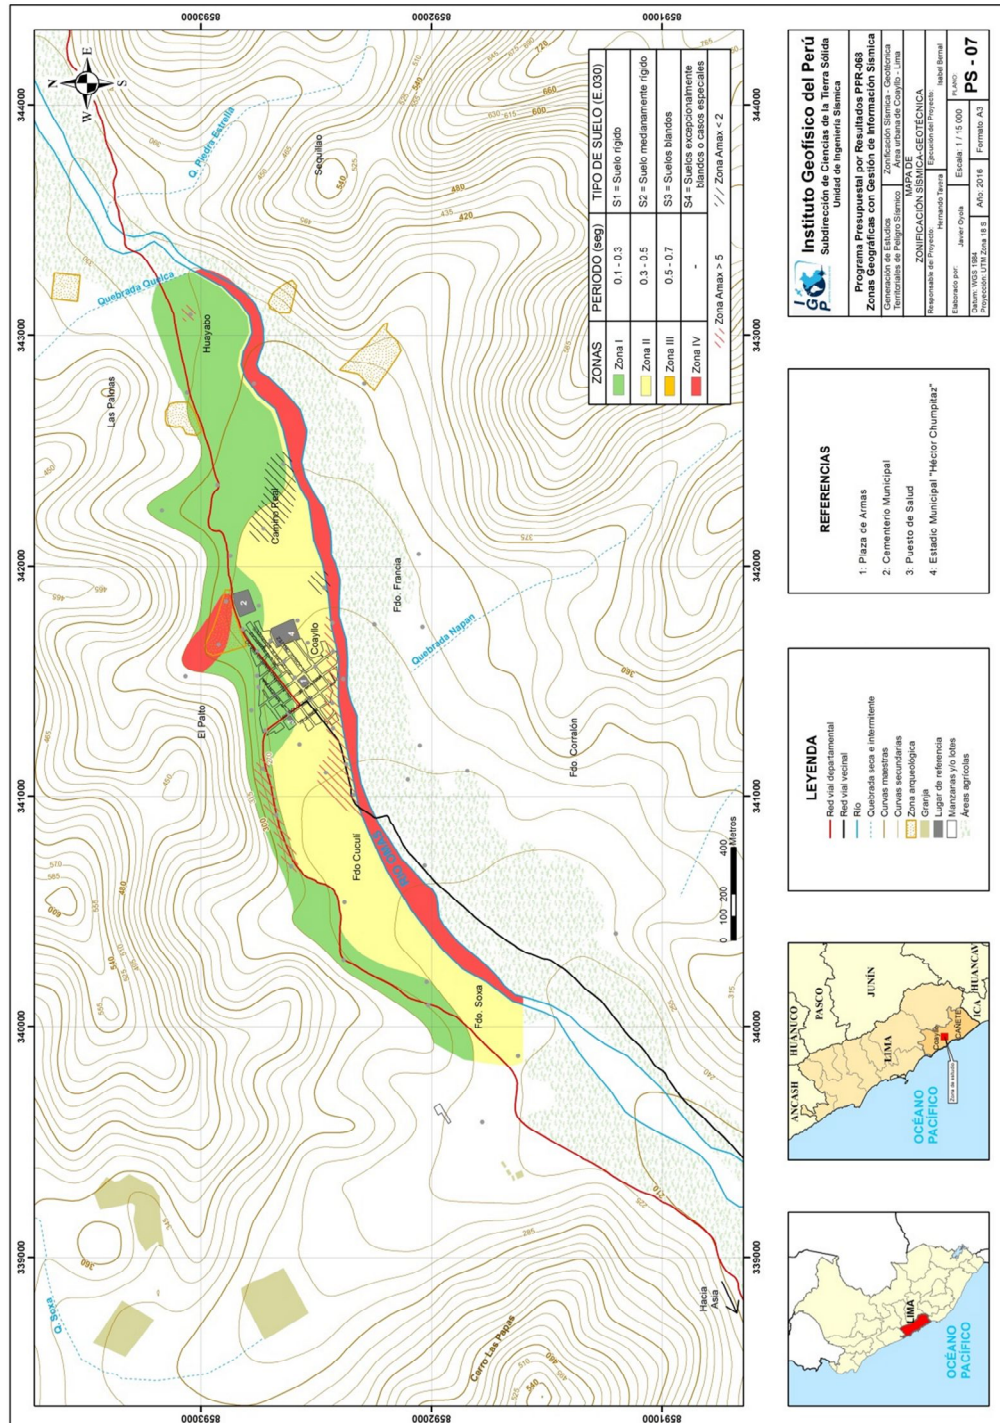 Instituto Geofísico del Perú
Subdirección de Ciencias de la Tierra Sólida
Unidad de Ingeniería Sísmica
Programa Presupuestal por Resultados PPR-068
Zonas Geográficas con Gestión de Información Sísmica
Generación de Estudios
Territoriales de Peligro Sísmico
Zonificación Sísmica - Geotécnica
Área urbana de Coayllo - Lima
MAPA DE
ZONIFICACIÓN SÍSMICA-GEOTÉCNICA
Responsable del Proyecto:
Hernando Tavera
Ejecución del Proyecto:
Isabel Bernal
Elaborado por:
Javier Oyola
Escala: 1 / 15 000
PLANO:
PS - 07
Datum: WGS 1984
Proyección: UTM Zona 18 S
Año: 2016
Formato A3
REFERENCIAS
1: Plaza de Armas
2: Cementerio Municipal
3: Puesto de Salud
4: Estadio Municipal "Héctor Chumpitaz"
LEYENDA
Red vial departamental
Red vial vecinal
Río
Quebrada seca e intermitente
Curvas maestras
Curvas secundarias
Zona arqueológica
Granja
Lugar de referencia
Manzanas y/o lotes
Áreas agrícolas
ZONAS PERIODO (seg) TIPO DE SUELO (E.030)
Zona I 0.1 - 0.3 S1 = Suelo rígido
Zona II 0.3 - 0.5 S2 = Suelo medianamente rígido
Zona III 0.5 - 0.7 S3 = Suelos blandos
Zona IV - S4 = Suelos excepcionalmente
blandos o casos especiales
Zona Amax > 5 Zona Amax < 2
N
E
S
W
339000
340000
341000
342000
343000
344000
Q. Piedra Estrella
Sequillao
Quebrada Queica
Huayabo
Las Palmas
Camino Real
El Palto
Coayllo
Fdo. Francia
Quebrada Napan
Fdo Corralón
Fdo Cuculí
RÍO OMAS
Fdo. Soxa
Q. Soxa
Cerro Las Papas
Hacia
Asia
0 100 200 400
Metros
ANCASH
HUANUCO
PASCO
JUNÍN
LIMA
Coayllo
CAÑETE
ICA
HUANCAV
Zona de estudio
OCÉANO
PACÍFICO
LIMA
OCÉANO
PACÍFICO